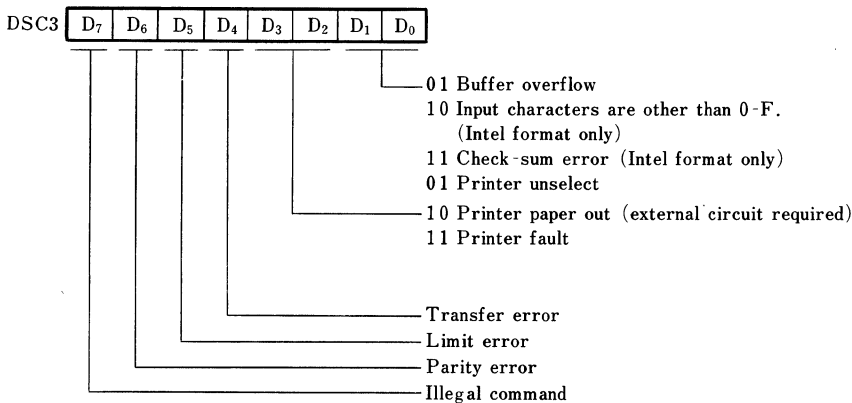 DSC3 D7 D6 D5 D4 D3 D2 D1 D0
01 Buffer overflow
10 Input characters are other than 0-F.
(Intel format only)
11 Check-sum error (Intel format only)
01 Printer unselect
10 Printer paper out (external circuit required)
11 Printer fault
Transfer error
Limit error
Parity error
Illegal command